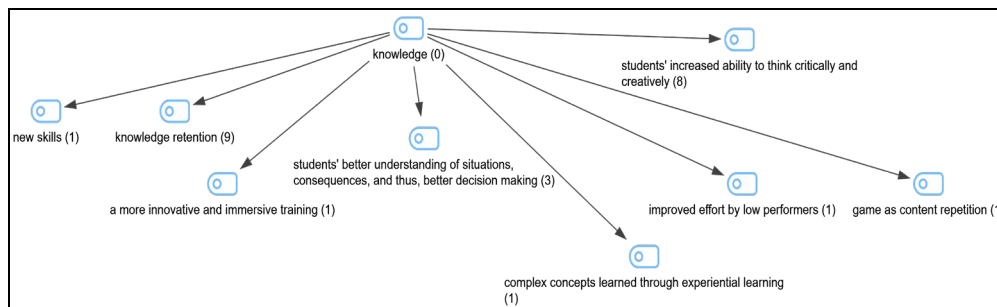 knowledge (0)
students' increased ability to think critically and
creatively (8)
new skills (1)
knowledge retention (9)
students' better understanding of situations,
consequences, and thus, better decision making (3)
a more innovative and immersive training (1)
improved effort by low performers (1)
game as content repetition (1
complex concepts learned through experiential learning
(1)